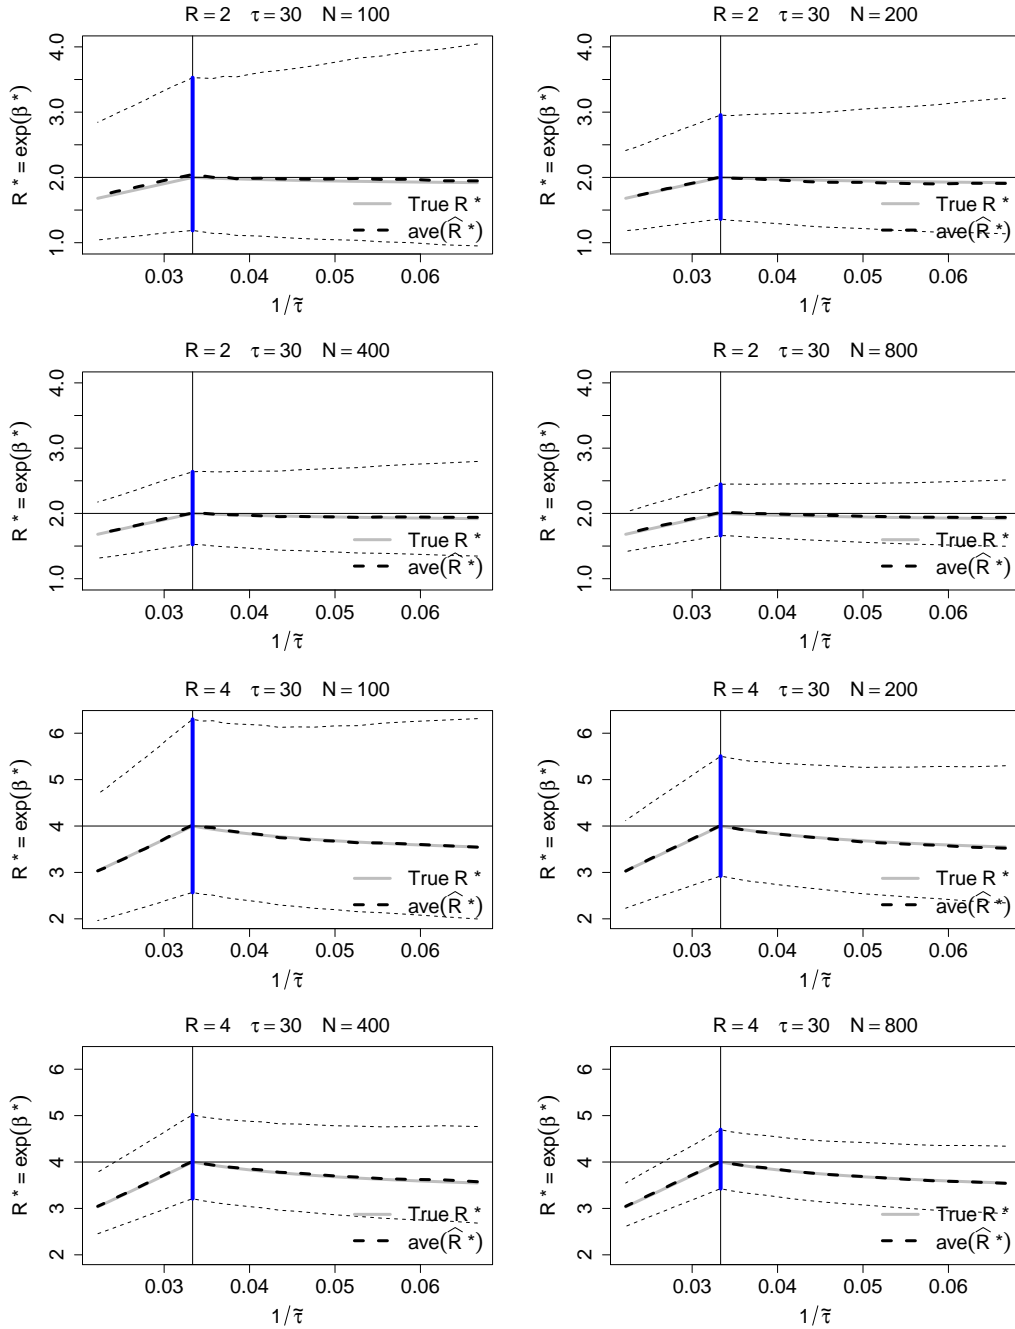 R = 2 τ = 30 N = 100
4.0
3.0
2.0
1.0
R * = exp(β *)
True R *
ave(R̂ *)
0.03 0.04 0.05 0.06
1/τ̃
R = 2 τ = 30 N = 200
4.0
3.0
2.0
1.0
R * = exp(β *)
True R *
ave(R̂ *)
0.03 0.04 0.05 0.06
1/τ̃
R = 2 τ = 30 N = 400
4.0
3.0
2.0
1.0
R * = exp(β *)
True R *
ave(R̂ *)
0.03 0.04 0.05 0.06
1/τ̃
R = 2 τ = 30 N = 800
4.0
3.0
2.0
1.0
R * = exp(β *)
True R *
ave(R̂ *)
0.03 0.04 0.05 0.06
1/τ̃
R = 4 τ = 30 N = 100
6
5
4
3
2
R * = exp(β *)
True R *
ave(R̂ *)
0.03 0.04 0.05 0.06
1/τ̃
R = 4 τ = 30 N = 200
6
5
4
3
2
R * = exp(β *)
True R *
ave(R̂ *)
0.03 0.04 0.05 0.06
1/τ̃
R = 4 τ = 30 N = 400
6
5
4
3
2
R * = exp(β *)
True R *
ave(R̂ *)
0.03 0.04 0.05 0.06
1/τ̃
R = 4 τ = 30 N = 800
6
5
4
3
2
R * = exp(β *)
True R *
ave(R̂ *)
0.03 0.04 0.05 0.06
1/τ̃